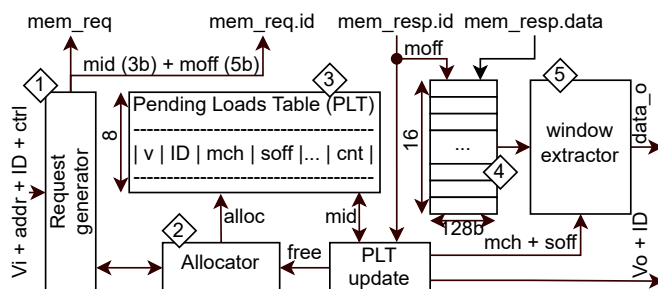 mem_req
mem_req.id
mem_resp.id
mem_resp.data
mid (3b) + moff (5b)
moff
1
3
5
Pending Loads Table (PLT)
8
| v | ID | mch | soff |...| cnt |
16
...
4
window
extractor
data_o
Vi + addr + ID + ctrl
Request
generator
2
alloc
mid
128b
mch + soff
Allocator
free
PLT
update
Vo + ID